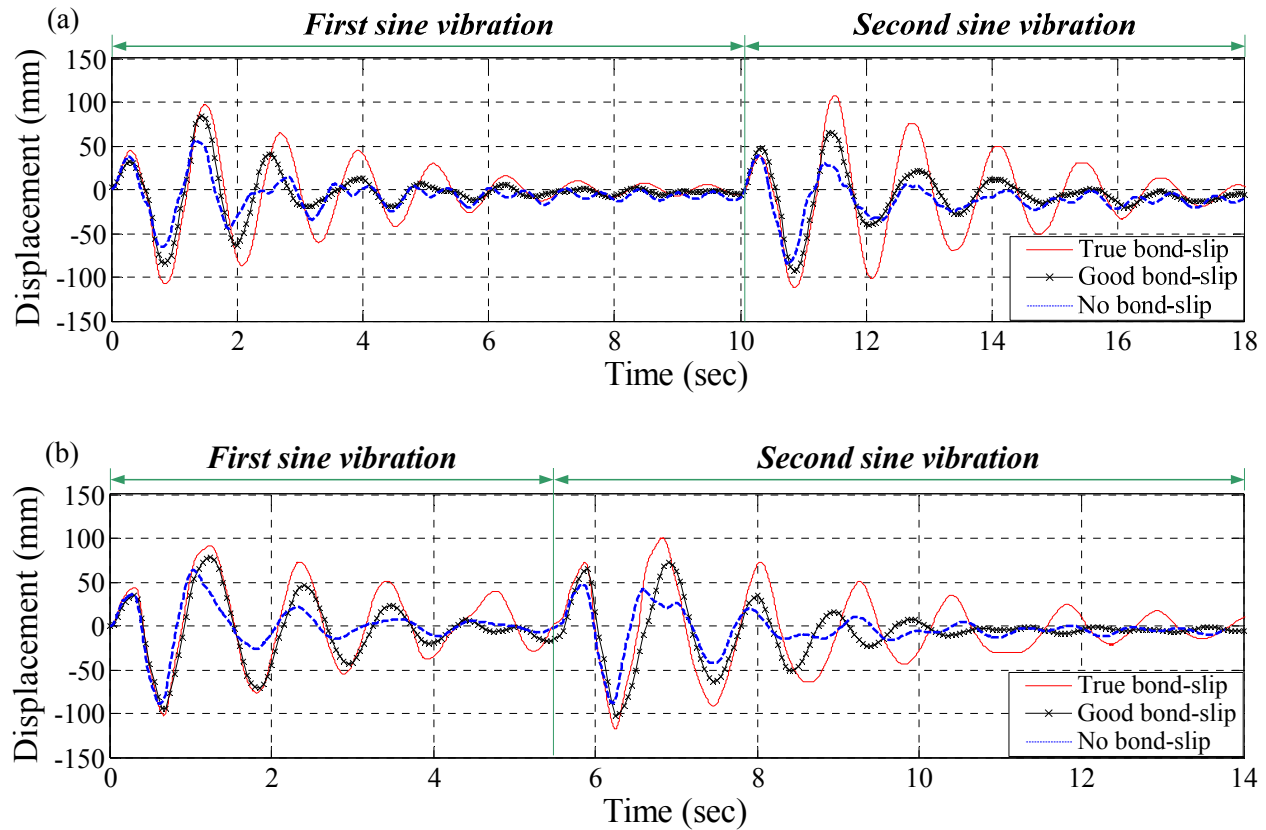 (a)
First sine vibration
Second sine vibration
150
100
50
0
-50
-100
-150
Displacement (mm)
True bond-slip
Good bond-slip
No bond-slip
0 2 4 6 8 10 12 14 16 18
Time (sec)
(b)
First sine vibration
Second sine vibration
150
100
50
0
-50
-100
-150
Displacement (mm)
True bond-slip
Good bond-slip
No bond-slip
0 2 4 6 8 10 12 14
Time (sec)